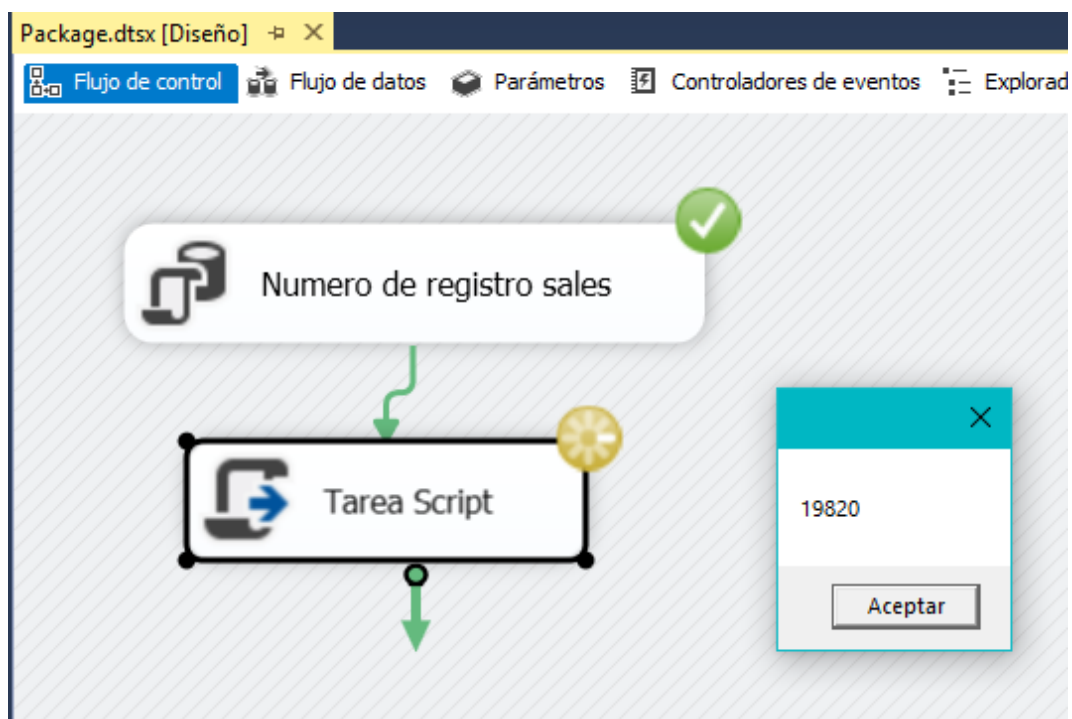 Package.dtsx [Diseño]
Flujo de control Flujo de datos Parámetros Controladores de eventos Explorad
Numero de registro sales
Tarea Script
19820
Aceptar